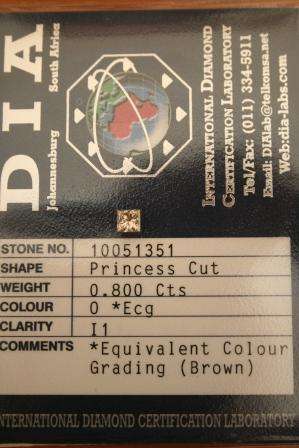 DIA
Johannesburg South Africa
INTERNATIONAL DIAMOND
CERTIFICATION LABORATORY
Tel/Fax: (011) 334-5911
Email: DIAlab@telkomsa.net
Web:dia-labs.com
STONE NO. 10051351
SHAPE Princess Cut
WEIGHT 0.800 Cts
COLOUR O *Ecg
CLARITY I1
COMMENTS *Equivalent Colour
Grading (Brown)
INTERNATIONAL DIAMOND CERTIFICATION LABORATORY